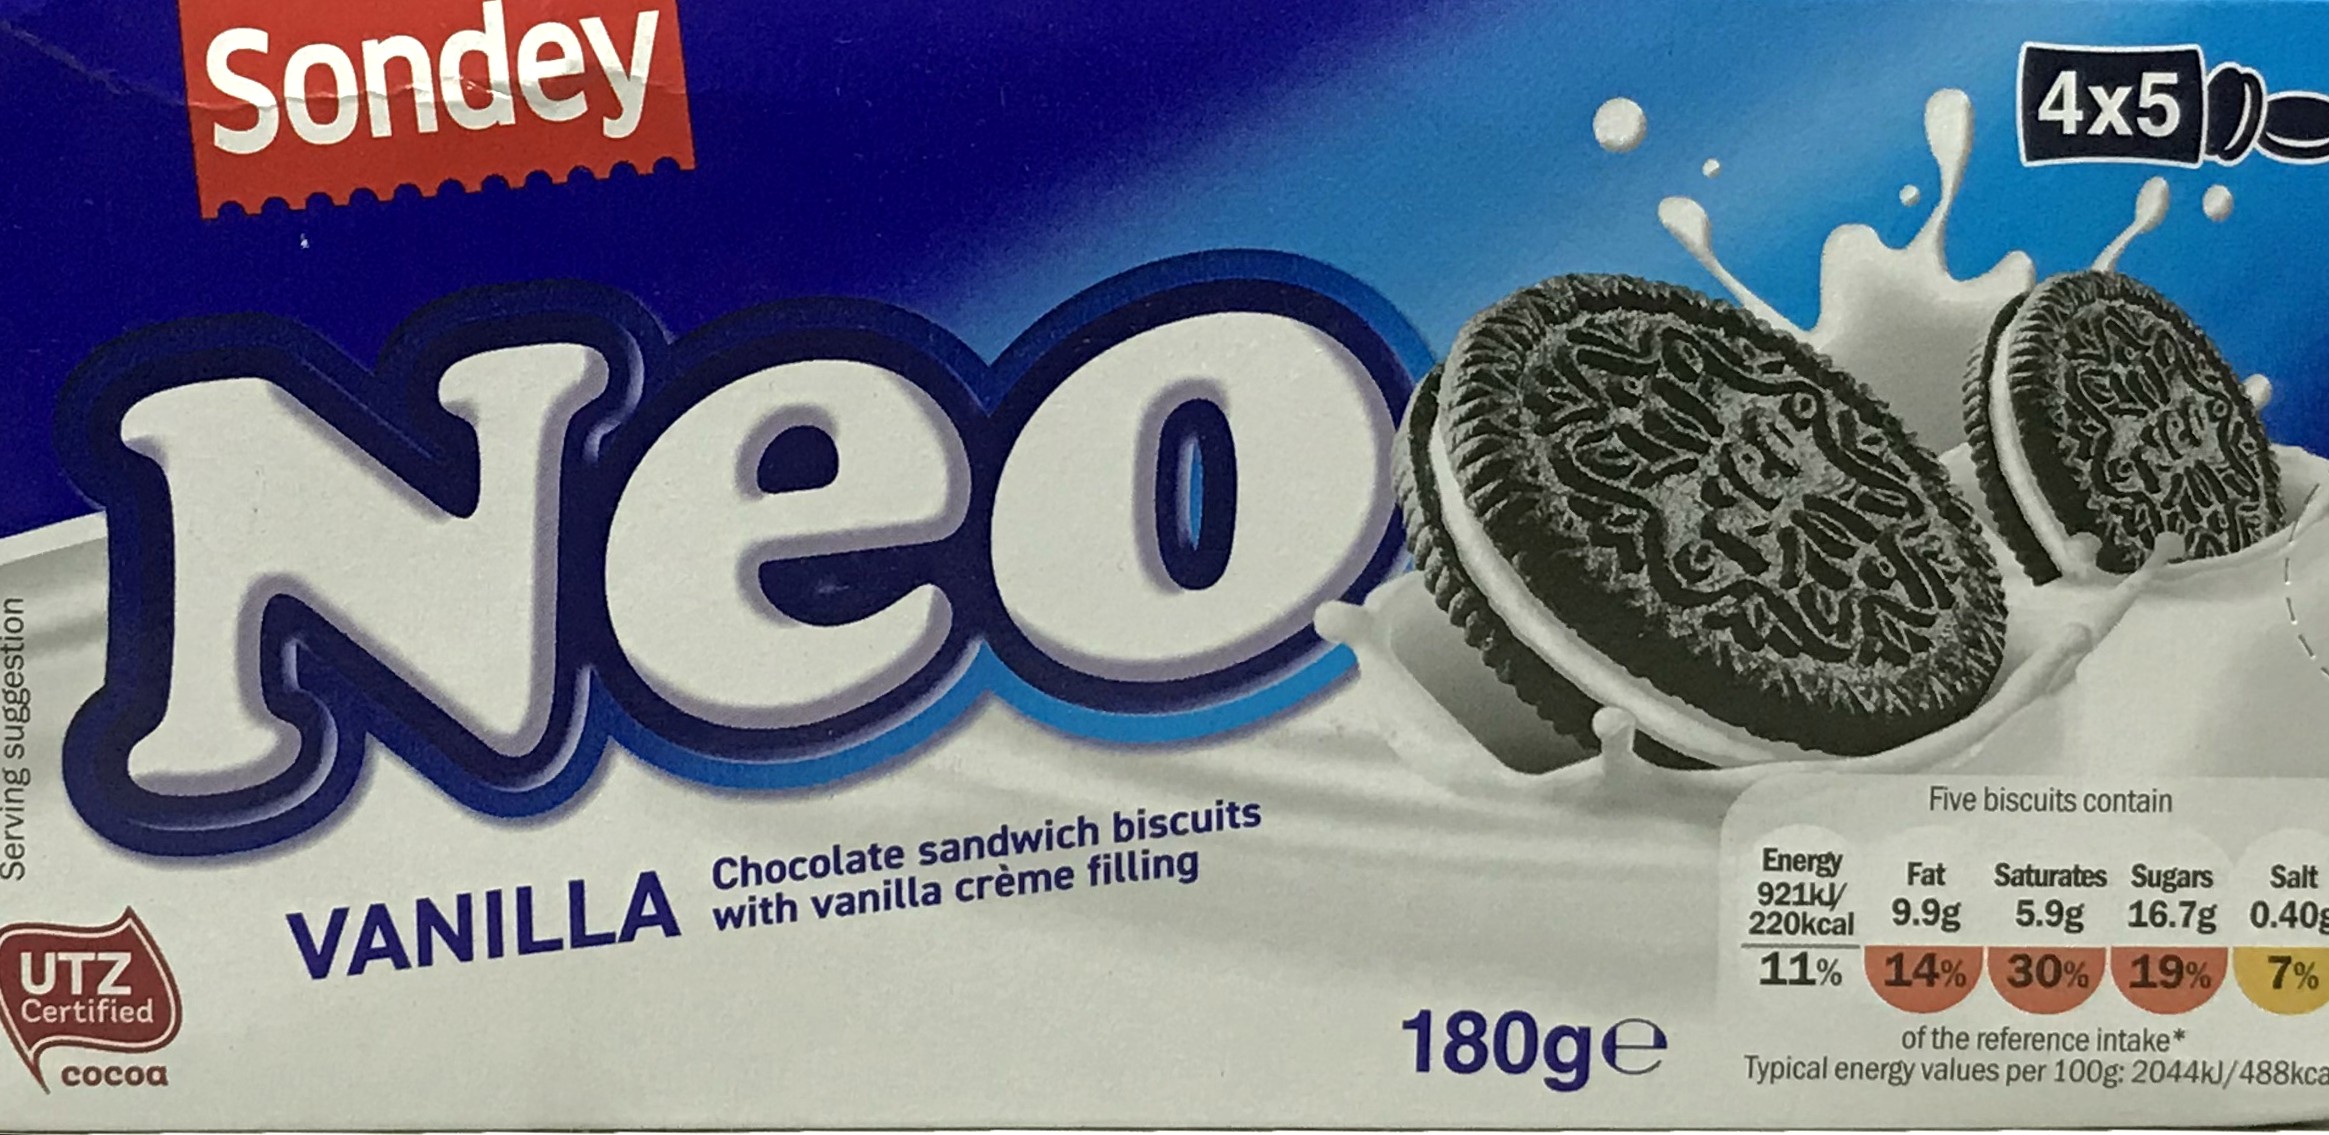 Sondey
4x5
Neo
Neo
Neo
Serving suggestion
VANILLA
Chocolate sandwich biscuits
with vanilla crème filling
UTZ
Certified
cocoa
180g℮
Five biscuits contain
Energy Fat Saturates Sugars Salt
921kJ/
220kcal 9.9g 5.9g 16.7g 0.40g
11% 14% 30% 19% 7%
of the reference intake*
Typical energy values per 100g: 2044kJ/488kca